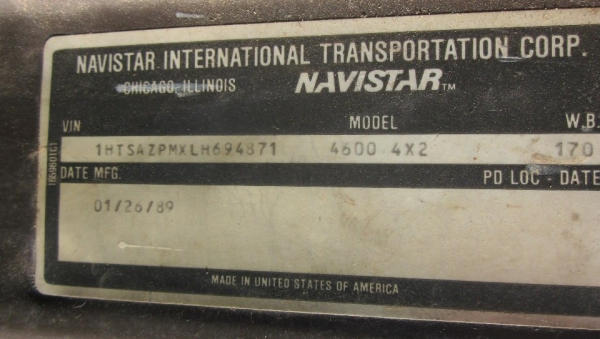 NAVISTAR INTERNATIONAL TRANSPORTATION CORP.
CHICAGO ILLINOIS NAVISTAR™
VIN MODEL W.B.
1HTSAZPMXLH694871 4600 4X2 170
DATE MFG. PD LOC - DATE
01/26/89
MADE IN UNITED STATES OF AMERICA